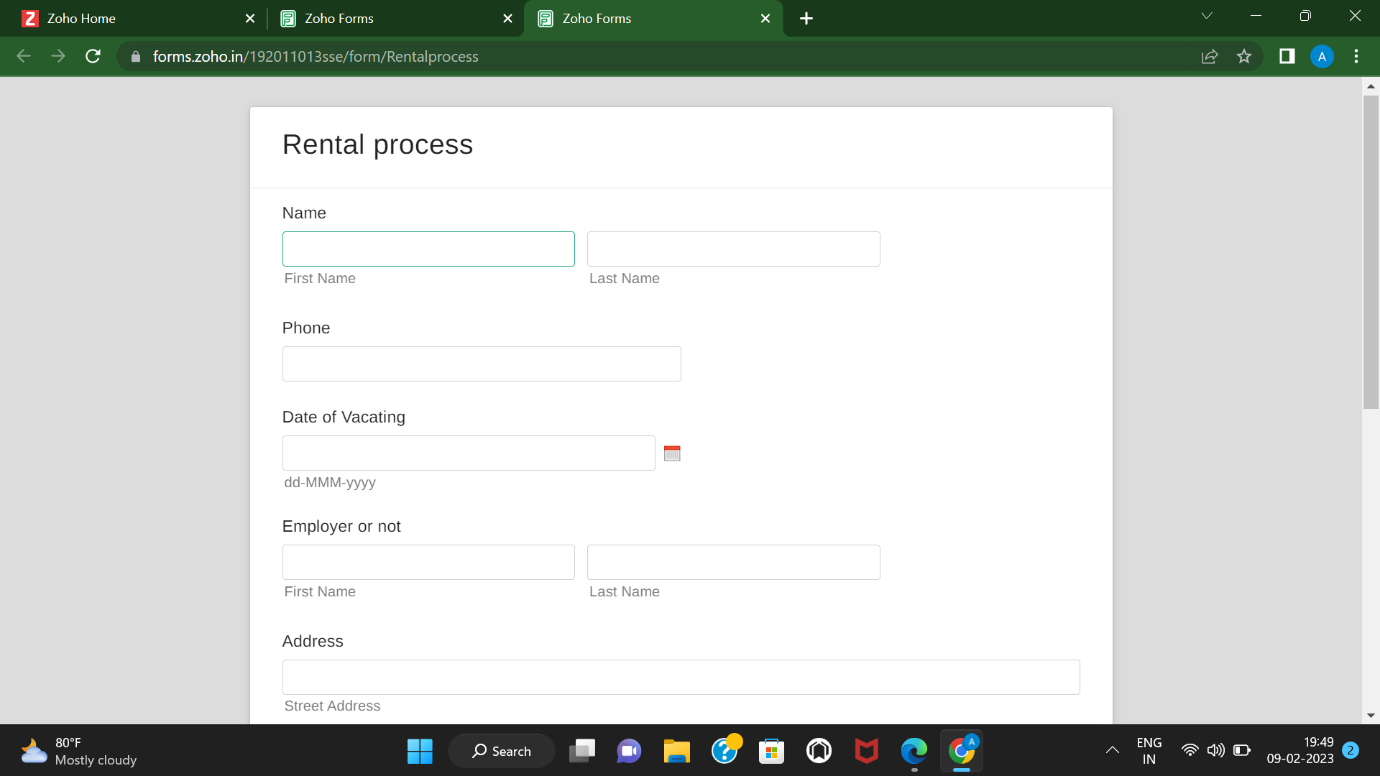 Zoho Home
Zoho Forms
Zoho Forms
forms.zoho.in/192011013sse/form/Rentalprocess
A
Rental process
Name
First Name Last Name
Phone
Date of Vacating
dd-MMM-yyyy
Employer or not
First Name Last Name
Address
Street Address
80°F
Mostly cloudy
Search
A
ENG
IN
19:49
09-02-2023
2